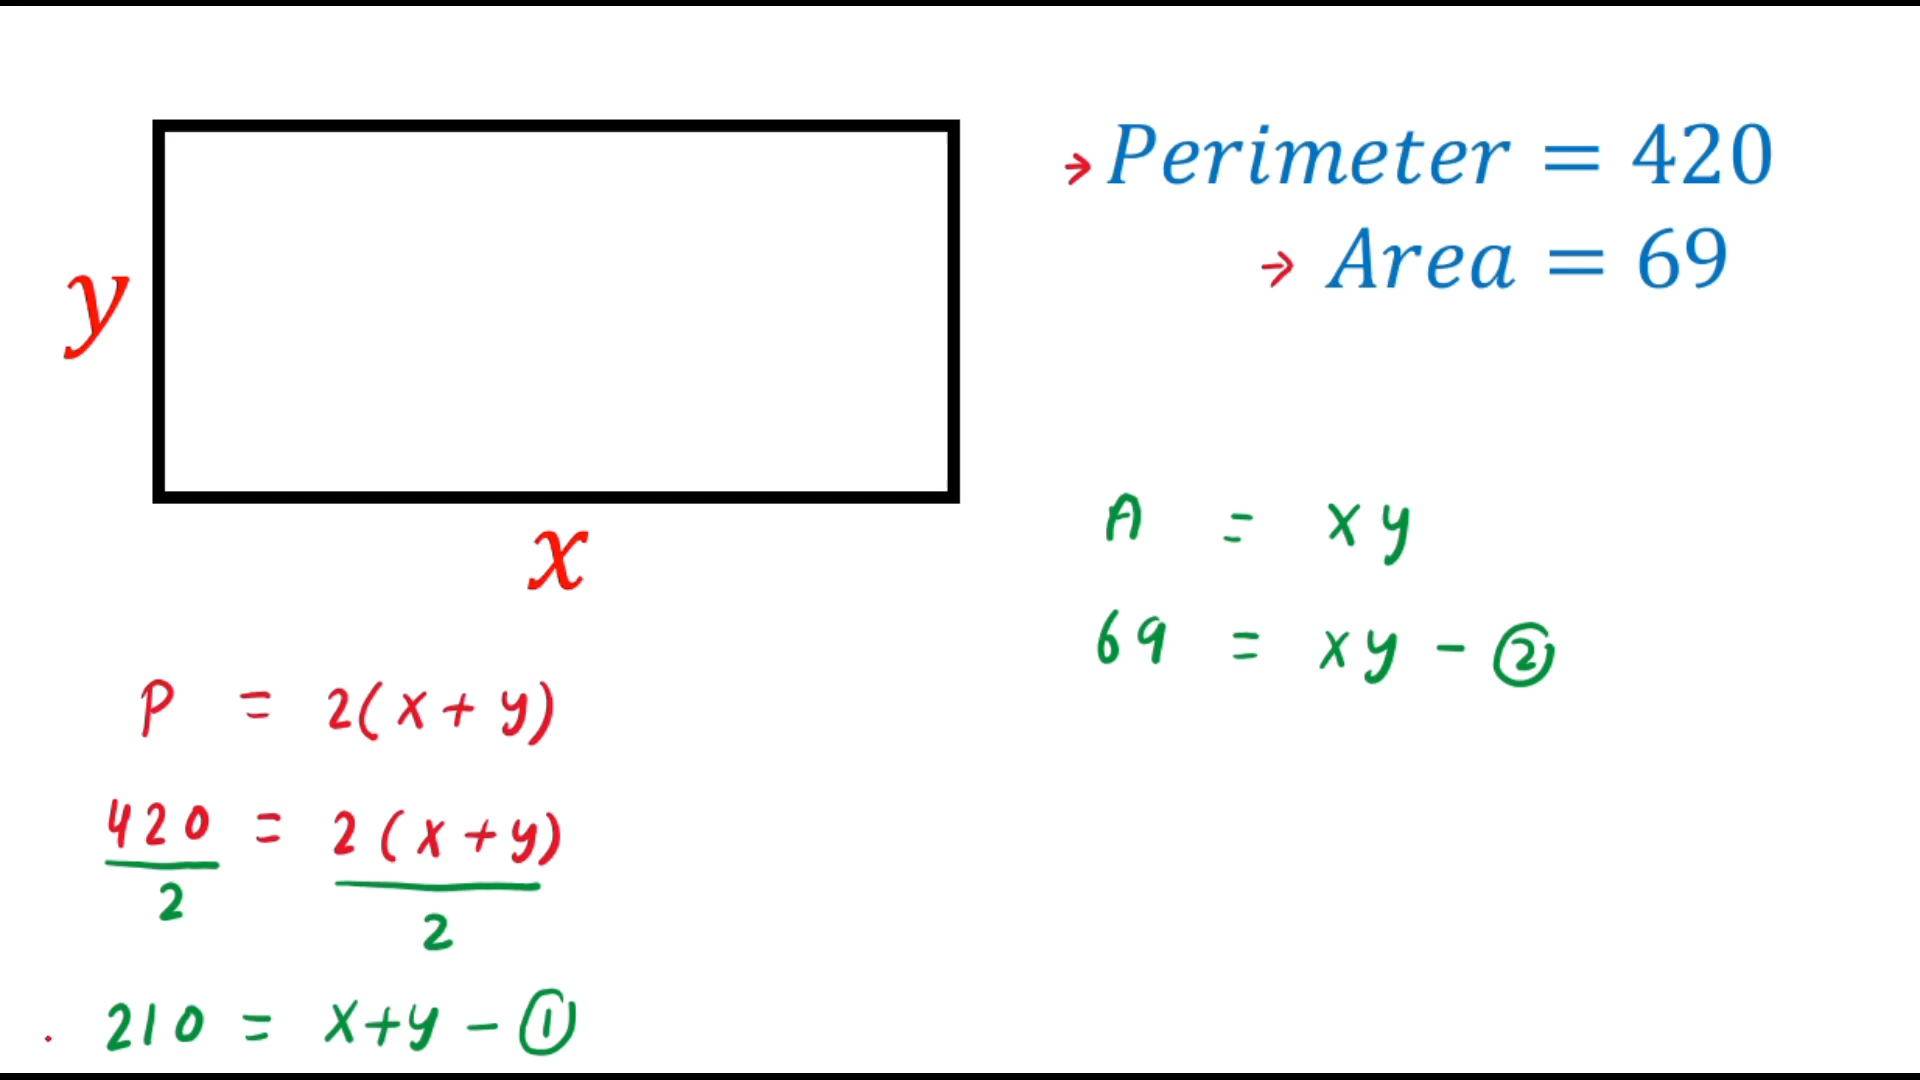 → Perimeter = 420
→ Area = 69
y
x
A = xy
69 = xy - ②
P = 2(x + y)
420 = 2(x + y)
2 2
210 = x+y - ①